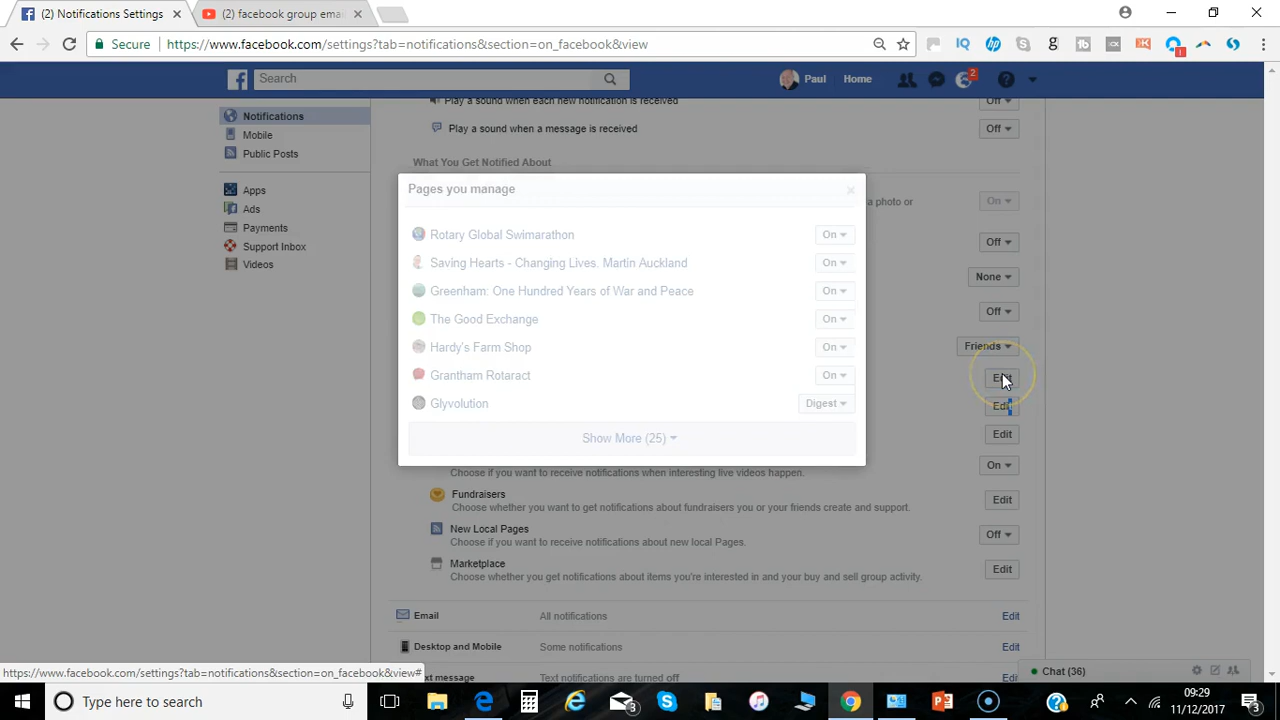 (2) Notifications Settings
(2) facebook group emai
Secure https://www.facebook.com/settings?tab=notifications&section=on_facebook&view
Search
Paul Home
2
Notifications
Mobile
Public Posts
Apps
Ads
Payments
Support Inbox
Videos
Play a sound when each new notification is received Off
Play a sound when a message is received Off
What You Get Notified About
a photo or On
Off
None
Off
Friends
Edit
Edit
Edit
Pages you manage
Rotary Global Swimarathon On
Saving Hearts - Changing Lives. Martin Auckland On
Greenham: One Hundred Years of War and Peace On
The Good Exchange On
Hardy's Farm Shop On
Grantham Rotaract On
Glyvolution Digest
Show More (25)
On
Choose if you want to receive notifications when interesting live videos happen.
Fundraisers Edit
Choose whether you want to get notifications about fundraisers you or your friends create and support.
New Local Pages Off
Choose if you want to receive notifications about new local Pages.
Marketplace Edit
Choose whether you get notifications about items you're interested in and your buy and sell group activity.
Email All notifications Edit
Desktop and Mobile Some notifications Edit
Text message Text notifications are turned off Edit
Chat (36)
https://www.facebook.com/settings?tab=notifications&section=on_facebook&view#
Type here to search
3
09:29
11/12/2017
3